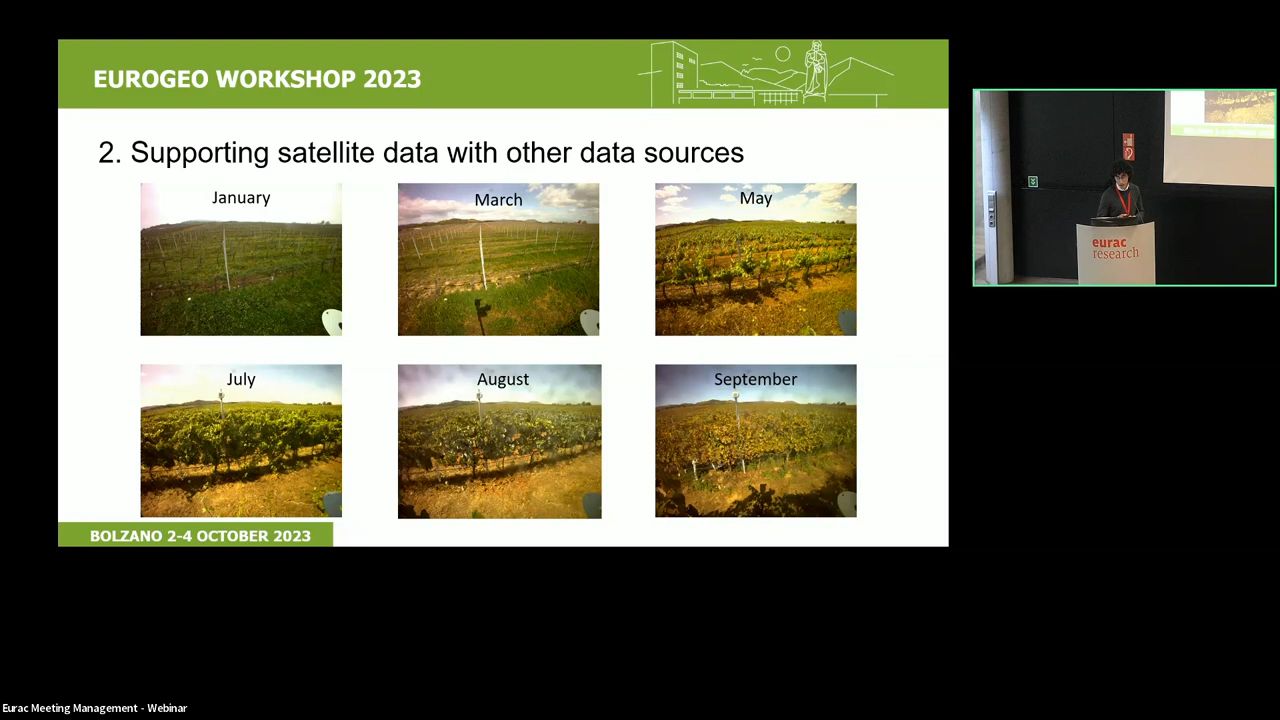 EUROGEO WORKSHOP 2023
2. Supporting satellite data with other data sources
January
March
May
July
August
September
BOLZANO 2-4 OCTOBER 2023
eurac
research
Eurac Meeting Management - Webinar